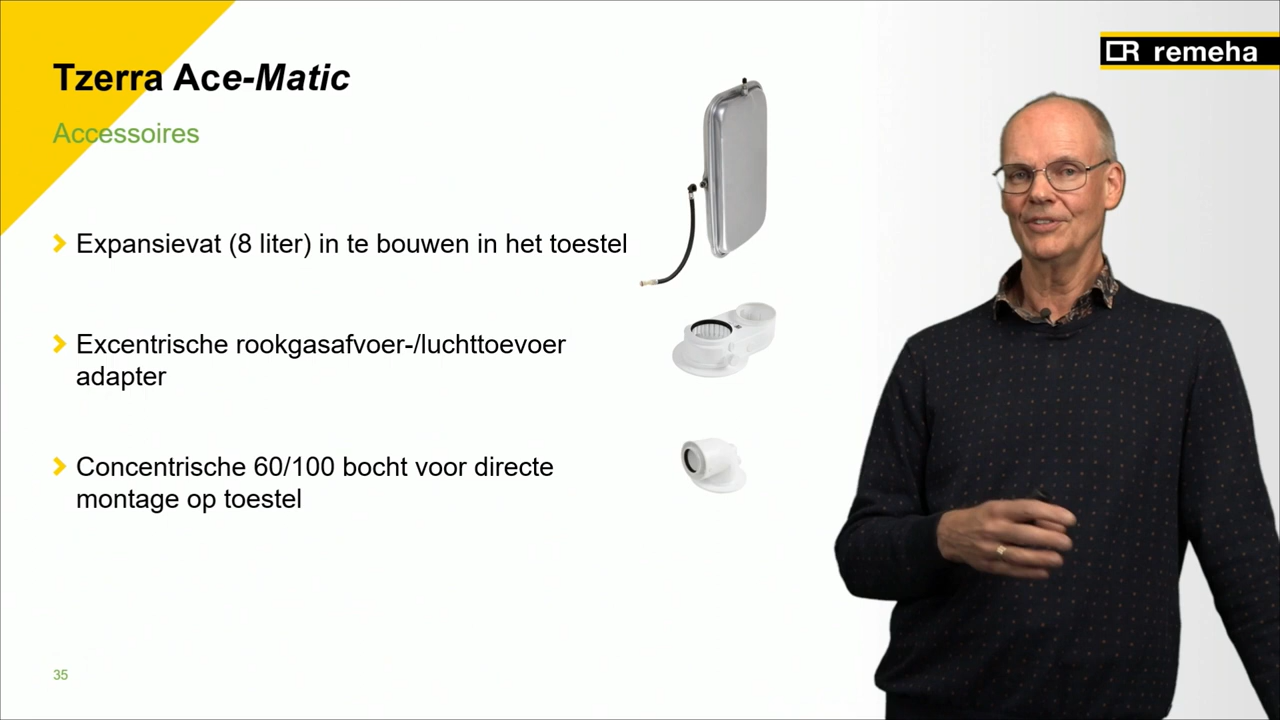 Tzerra Ace-Matic
remeha
Accessoires
Expansievat (8 liter) in te bouwen in het toestel
Excentrische rookgasafvoer-/luchttoevoer
adapter
Concentrische 60/100 bocht voor directe
montage op toestel
35